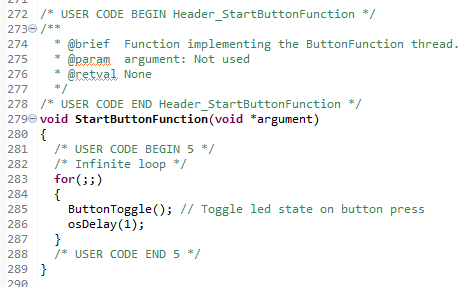 271
272 /* USER CODE BEGIN Header_StartButtonFunction */
273 /**
274  * @brief  Function implementing the ButtonFunction thread.
275  * @param  argument: Not used
276  * @retval None
277  */
278 /* USER CODE END Header_StartButtonFunction */
279 void StartButtonFunction(void *argument)
280 {
281   /* USER CODE BEGIN 5 */
282   /* Infinite loop */
283   for(;;)
284   {
285     ButtonToggle(); // Toggle led state on button press
286     osDelay(1);
287   }
288   /* USER CODE END 5 */
289 }
290